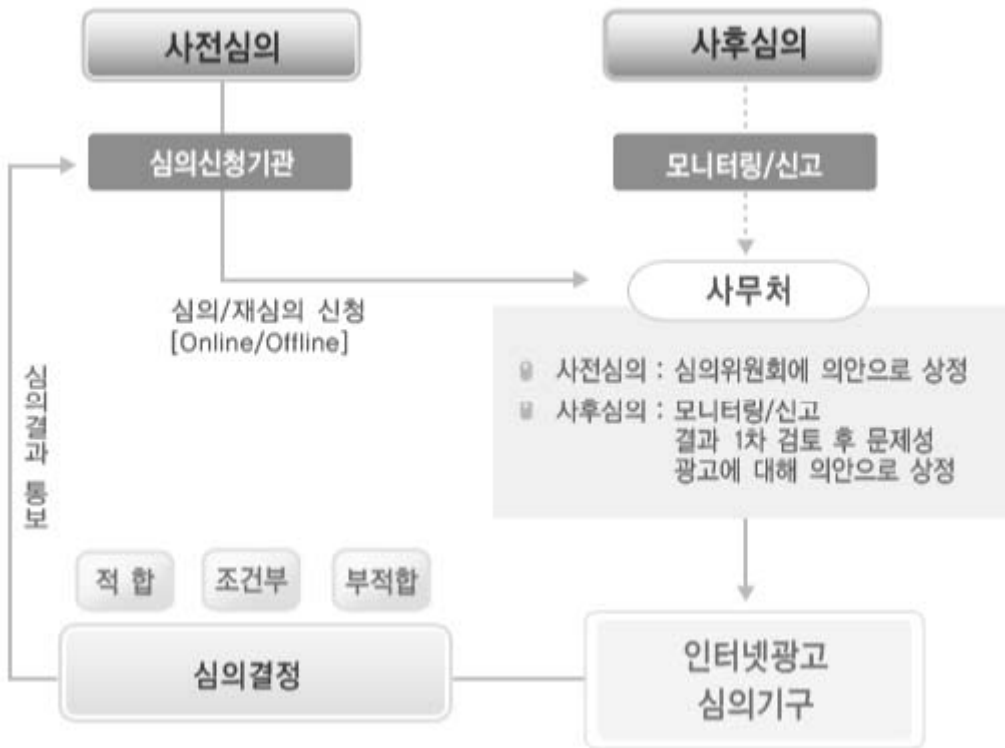 사전심의
사후심의
심의신청기관
모니터링/신고
사무처
심의/재심의 신청
[Online/Offline]
사전심의 : 심의위원회에 의안으로 상정
사후심의 : 모니터링/신고
결과 1차 검토 후 문제성
광고에 대해 의안으로 상정
심의결과 통보
적 합
조건부
부적합
심의결정
인터넷광고
심의기구